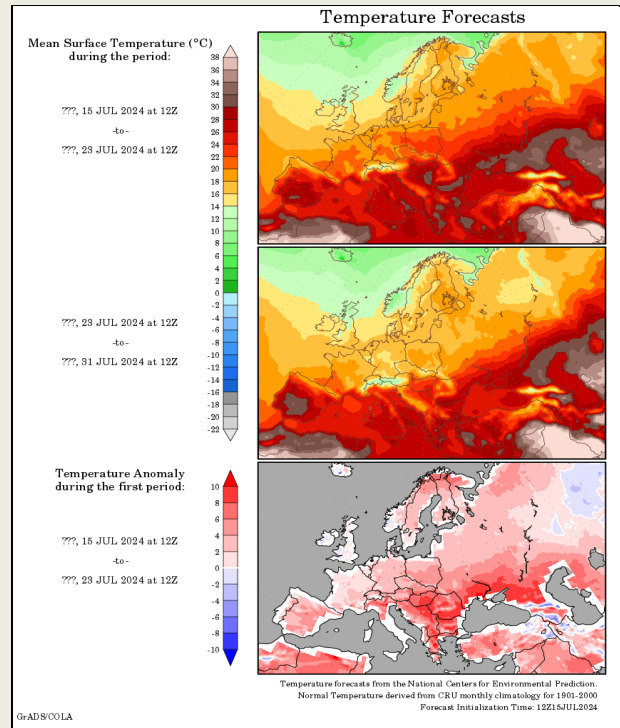 Temperature Forecasts
Mean Surface Temperature (°C)
during the period:
38
36
34
32
30
28
26
24
22
20
18
16
14
12
10
8
6
4
2
0
-2
-4
-6
-8
-10
-12
-14
-16
-18
-20
-22
???, 15 JUL 2024 at 12Z
-to-
???, 23 JUL 2024 at 12Z
???, 23 JUL 2024 at 12Z
-to-
???, 31 JUL 2024 at 12Z
Temperature Anomaly
during the first period:
10
8
6
4
2
0
-2
-4
-6
-8
-10
???, 15 JUL 2024 at 12Z
-to-
???, 23 JUL 2024 at 12Z
Temperature forecasts from the National Centers for Environmental Prediction.
Normal Temperature derived from CRU monthly climatology for 1901-2000
Forecast Initialization Time: 12Z15JUL2024
GrADS/COLA